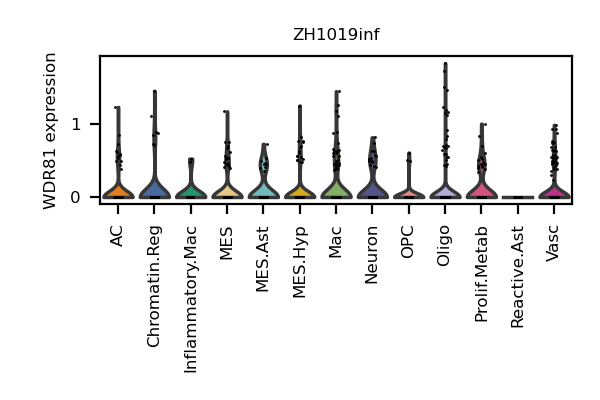 ZH1019inf
WDR81 expression
1
0
AC
Chromatin.Reg
Inflammatory.Mac
MES
MES.Ast
MES.Hyp
Mac
Neuron
OPC
Oligo
Prolif.Metab
Reactive.Ast
Vasc